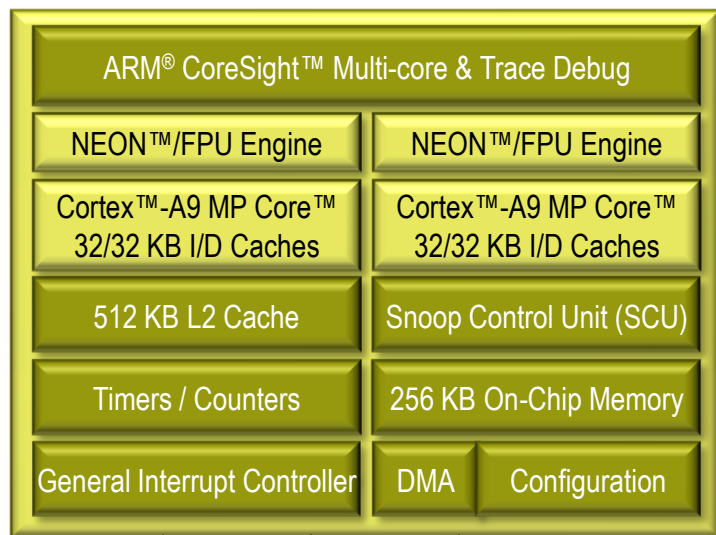 ARM® CoreSight™ Multi-core & Trace Debug
NEON™/FPU Engine
NEON™/FPU Engine
Cortex™-A9 MP Core™
32/32 KB I/D Caches
Cortex™-A9 MP Core™
32/32 KB I/D Caches
512 KB L2 Cache
Snoop Control Unit (SCU)
Timers / Counters
256 KB On-Chip Memory
General Interrupt Controller
DMA
Configuration